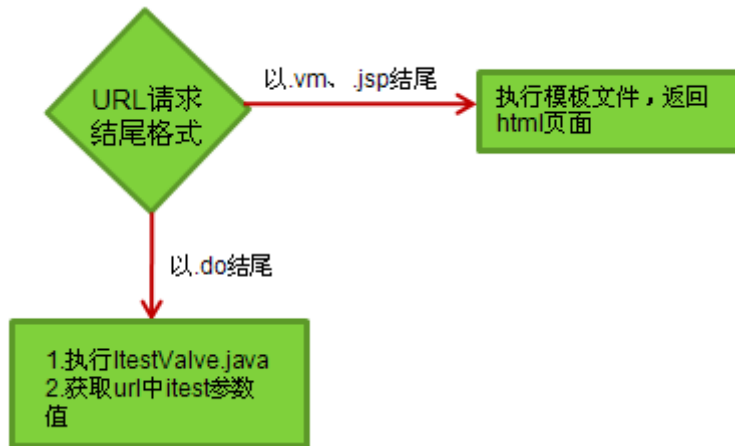 URL请求
结尾格式
以.vm、 .jsp结尾
执行模板文件，返回
html页面
以.do结尾
1.执行ItestValve.java
2.获取url中itest参数
值